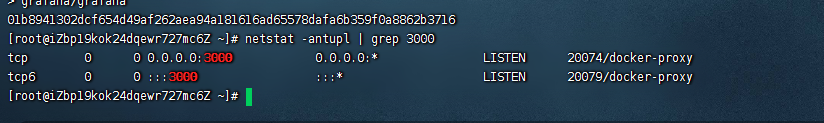 > grafana/grafana
01b8941302dcf654d49af262aea94a181616ad65578dafa6b359f0a8862b3716
[root@iZbp19kok24dqewr727mc6Z ~]# netstat -antupl | grep 3000
tcp 0 0 0.0.0.0:3000 0.0.0.0:* LISTEN 20074/docker-proxy
tcp6 0 0 :::3000 :::* LISTEN 20079/docker-proxy
[root@iZbp19kok24dqewr727mc6Z ~]#